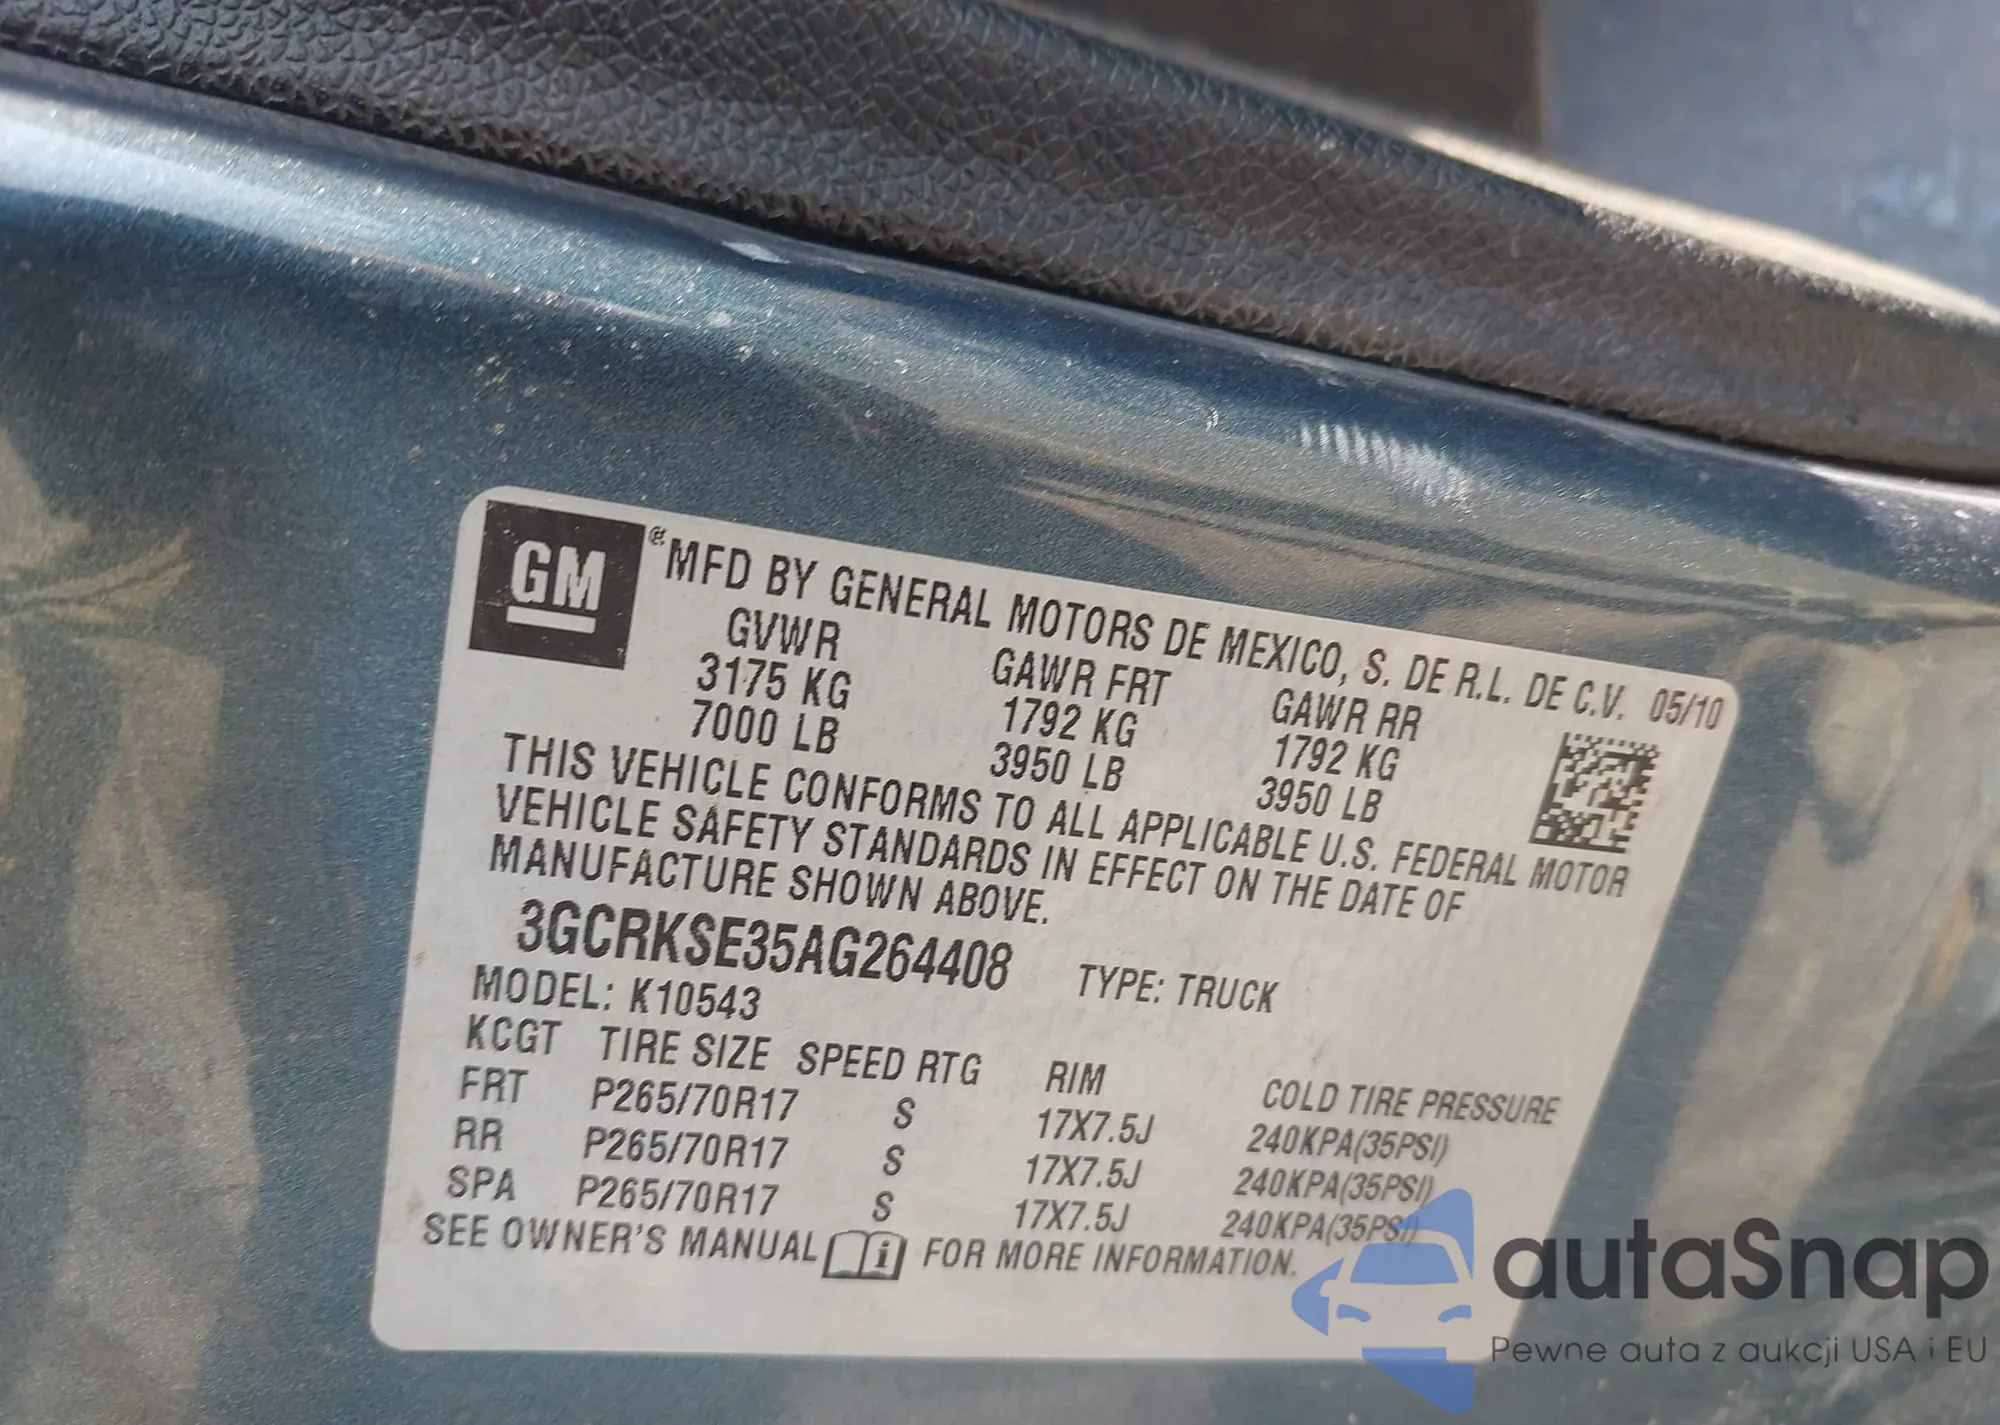 GM
® MFD BY GENERAL MOTORS DE MEXICO, S. DE R.L. DE C.V. 05/10
GVWR GAWR FRT GAWR RR
3175 KG 1792 KG 1792 KG
7000 LB 3950 LB 3950 LB
THIS VEHICLE CONFORMS TO ALL APPLICABLE U.S. FEDERAL MOTOR
VEHICLE SAFETY STANDARDS IN EFFECT ON THE DATE OF
MANUFACTURE SHOWN ABOVE.
3GCRKSE35AG264408 TYPE: TRUCK
MODEL: K10543
KCGT TIRE SIZE SPEED RTG RIM COLD TIRE PRESSURE
FRT P265/70R17 S 17X7.5J 240KPA(35PSI)
RR P265/70R17 S 17X7.5J 240KPA(35PSI)
SPA P265/70R17 S 17X7.5J 240KPA(35PSI)
SEE OWNER'S MANUAL i FOR MORE INFORMATION.
autaSnap
Pewne auta z aukcji USA i EU